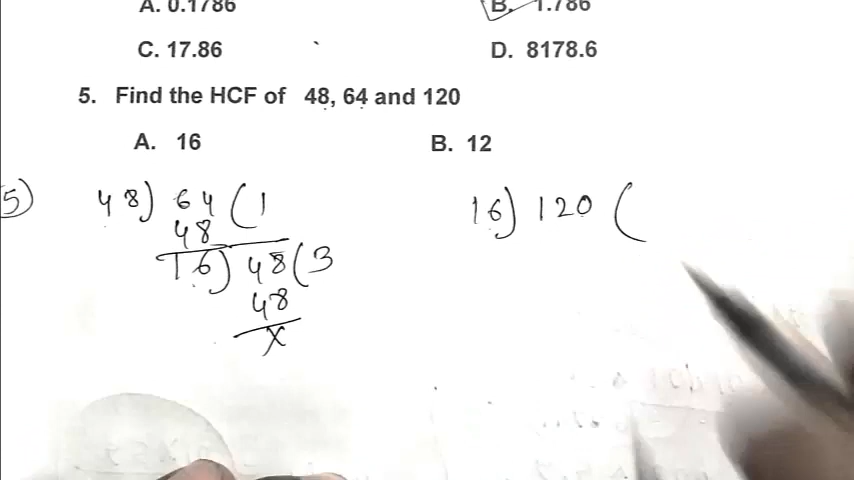 A. 0.1786 B. 1.786
C. 17.86 D. 8178.6
5. Find the HCF of 48, 64 and 120
A. 16 B. 12
5) 48) 64 ( 1 16) 120 (
48
16) 48 ( 3
48
x